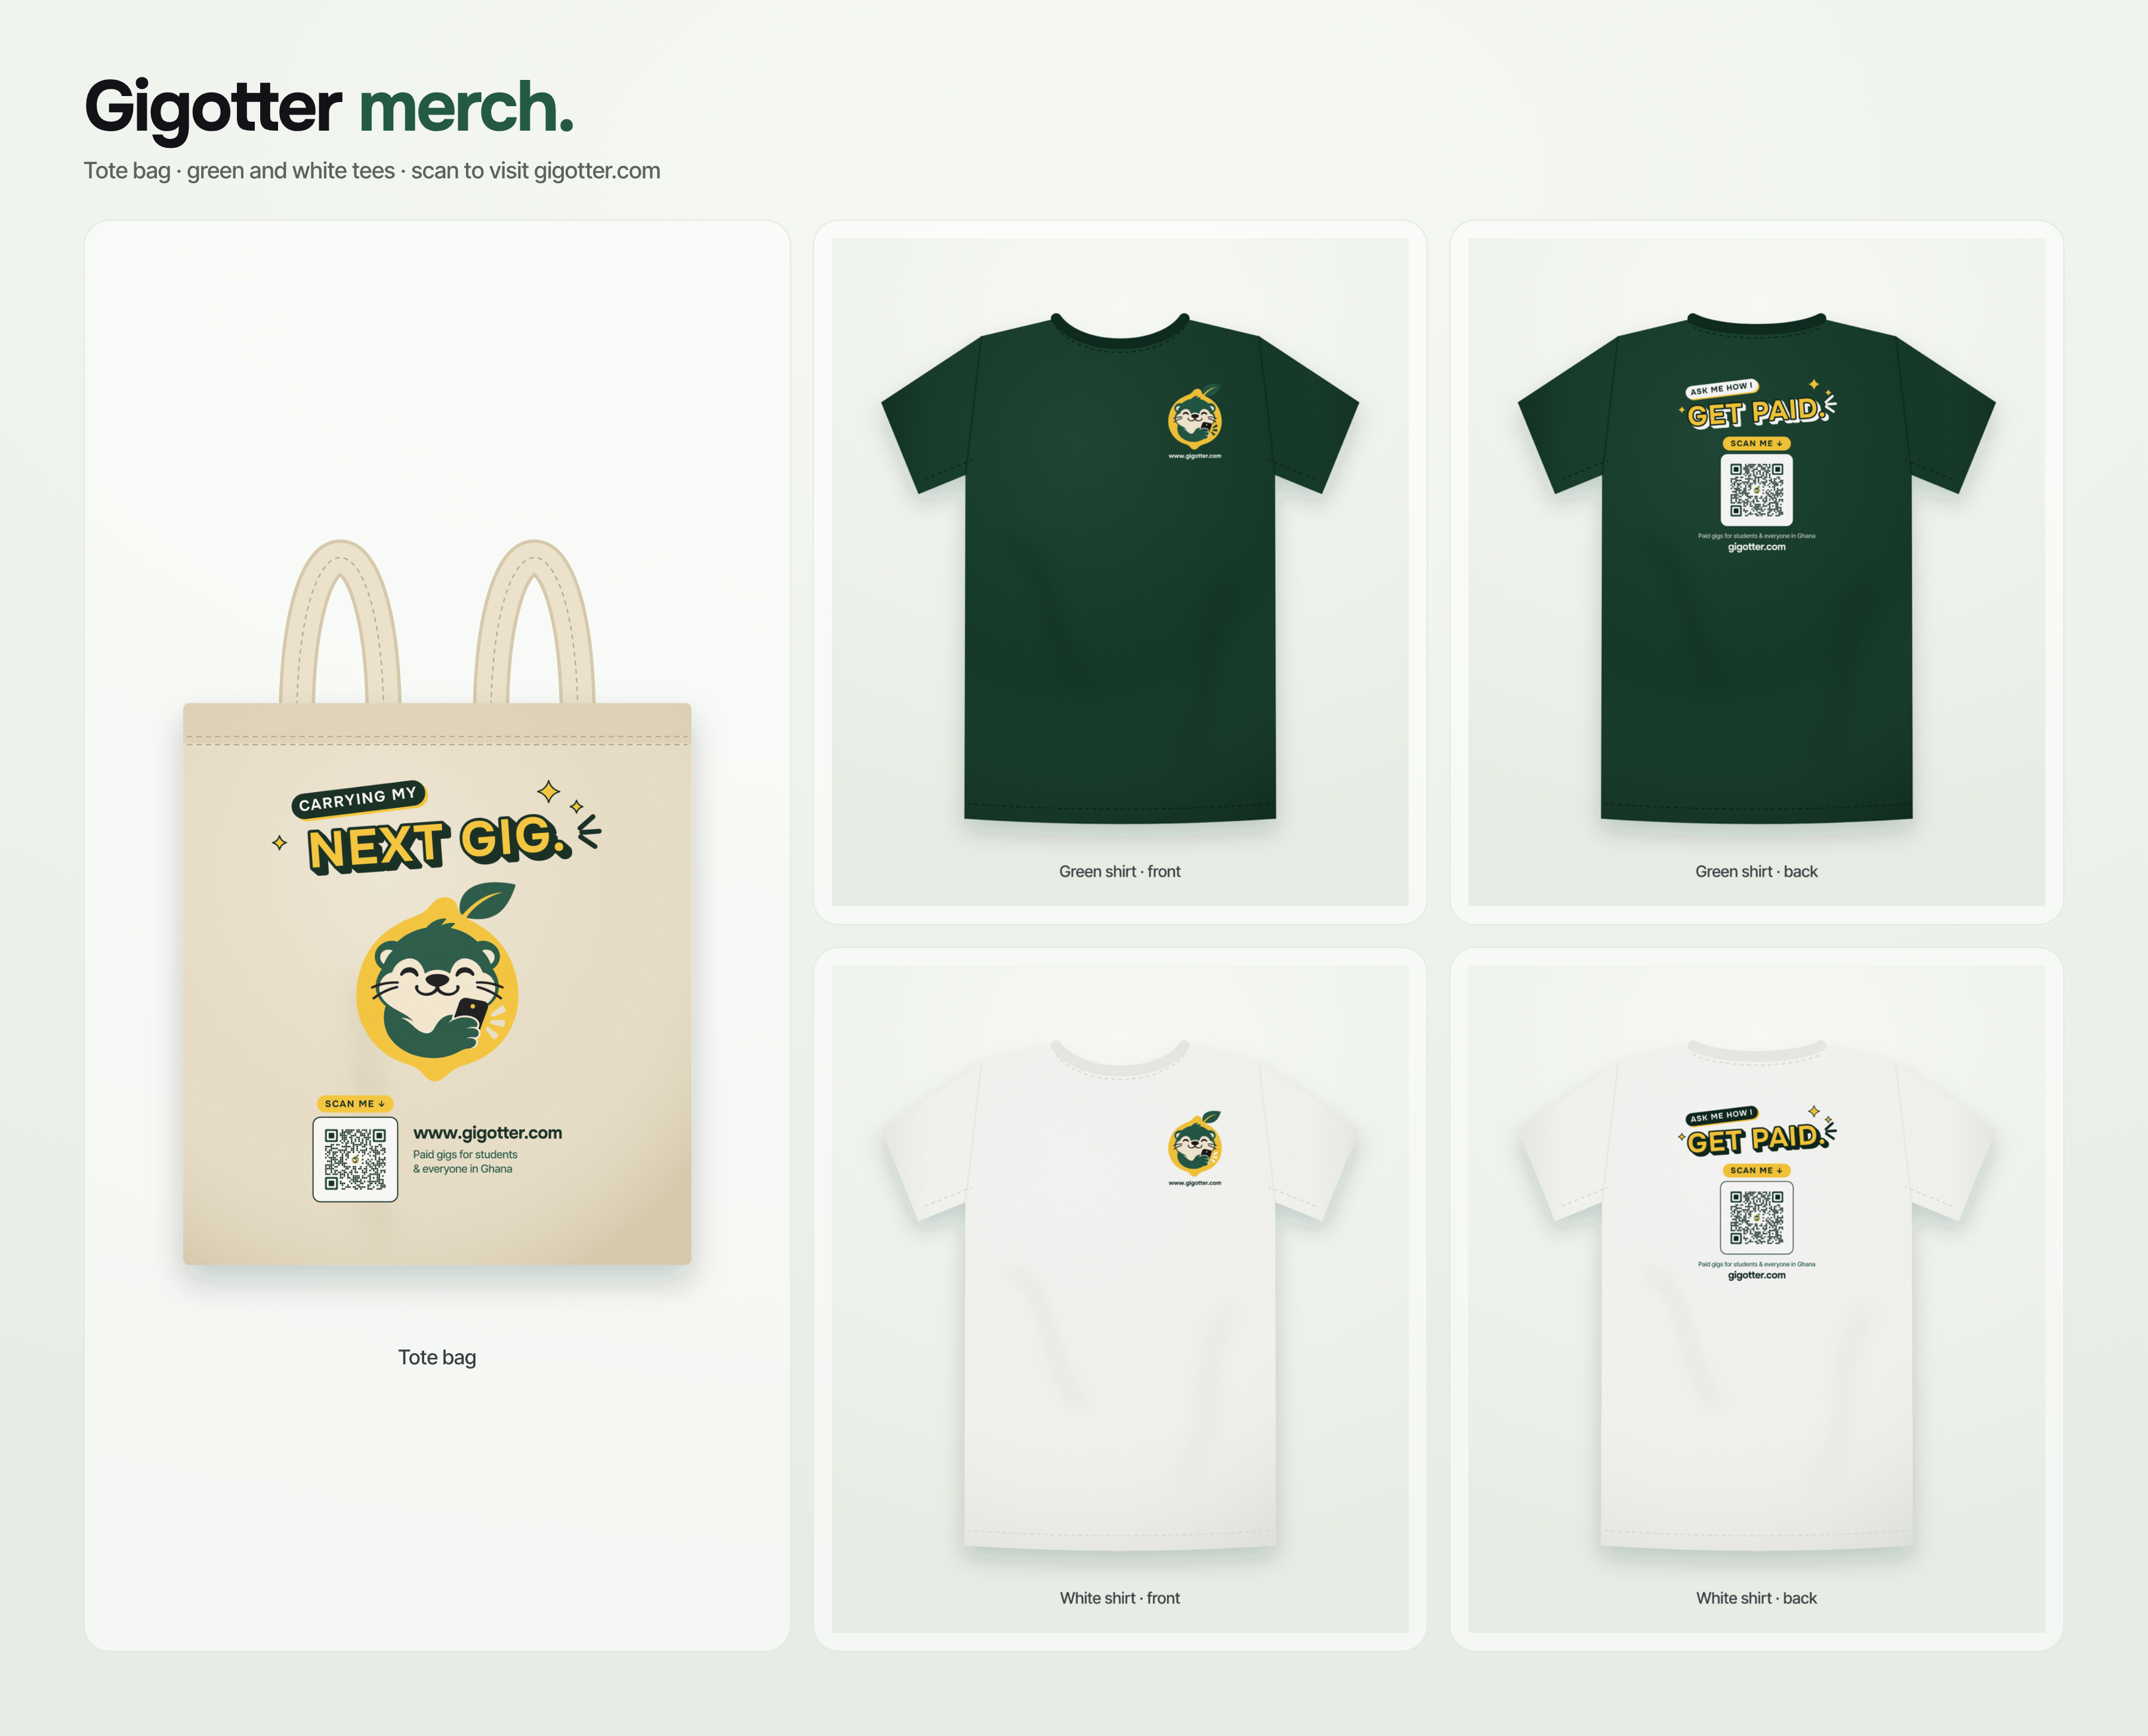 Gigotter merch.
Tote bag · green and white tees · scan to visit gigotter.com
CARRYING MY
NEXT GIG.
SCAN ME ↓
www.gigotter.com
Paid gigs for students
& everyone in Ghana
Tote bag
www.gigotter.com
Green shirt · front
ASK ME HOW I
GET PAID.
SCAN ME ↓
Paid gigs for students & everyone in Ghana
gigotter.com
Green shirt · back
www.gigotter.com
White shirt · front
ASK ME HOW I
GET PAID.
SCAN ME ↓
Paid gigs for students & everyone in Ghana
gigotter.com
White shirt · back